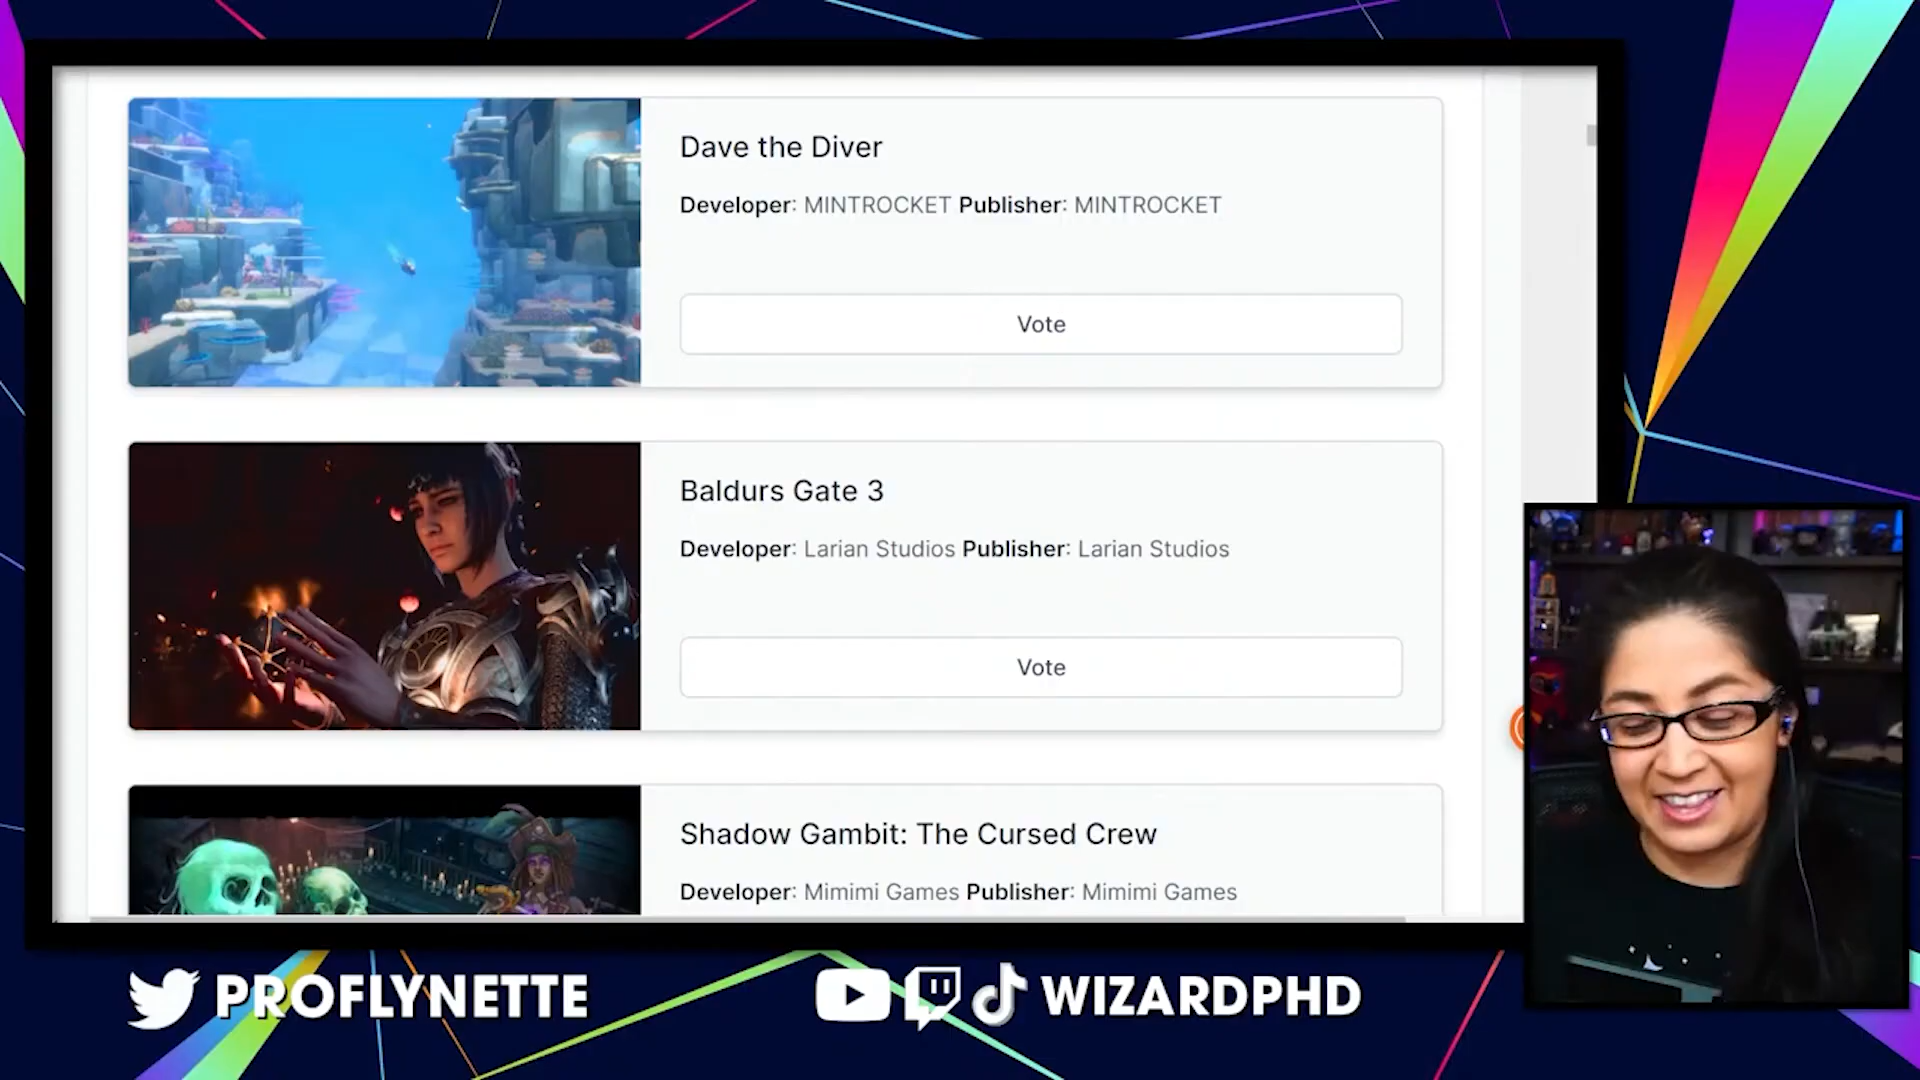 Dave the Diver
Developer: MINTROCKET Publisher: MINTROCKET
Vote
Baldurs Gate 3
Developer: Larian Studios Publisher: Larian Studios
Vote
Shadow Gambit: The Cursed Crew
Developer: Mimimi Games Publisher: Mimimi Games
PROFLYNETTE
WIZARDPHD